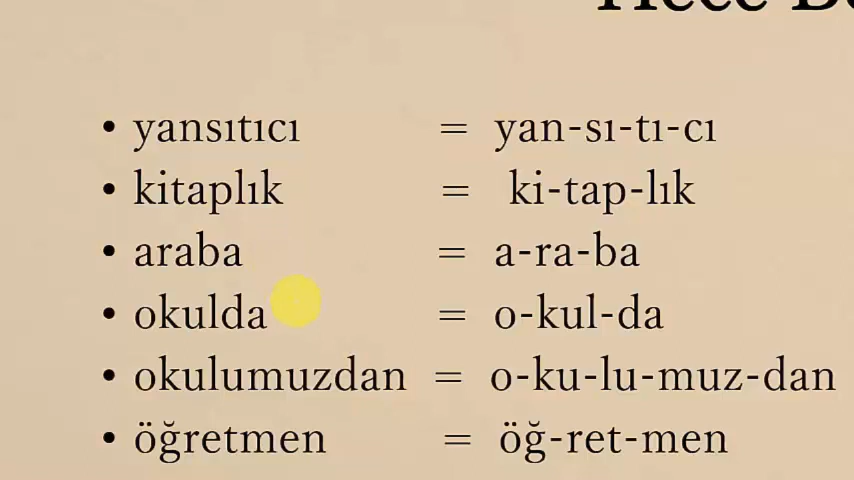 • yansıtıcı = yan-sı-tı-cı
• kitaplık = ki-tap-lık
• araba = a-ra-ba
• okulda = o-kul-da
• okulumuzdan = o-ku-lu-muz-dan
• öğretmen = öğ-ret-men